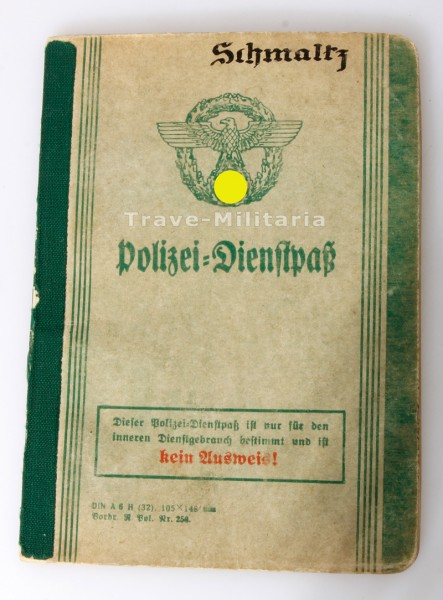 Schmaltz
Trave-Militaria
Polizei=Dienstpaß
Dieser Polizei=Dienstpaß ist nur für den
inneren Dienstgebrauch bestimmt und ist
kein Ausweis!
DIN A 6 H (32). 105×148 mm
Vordr. R Pol. Nr. 256.